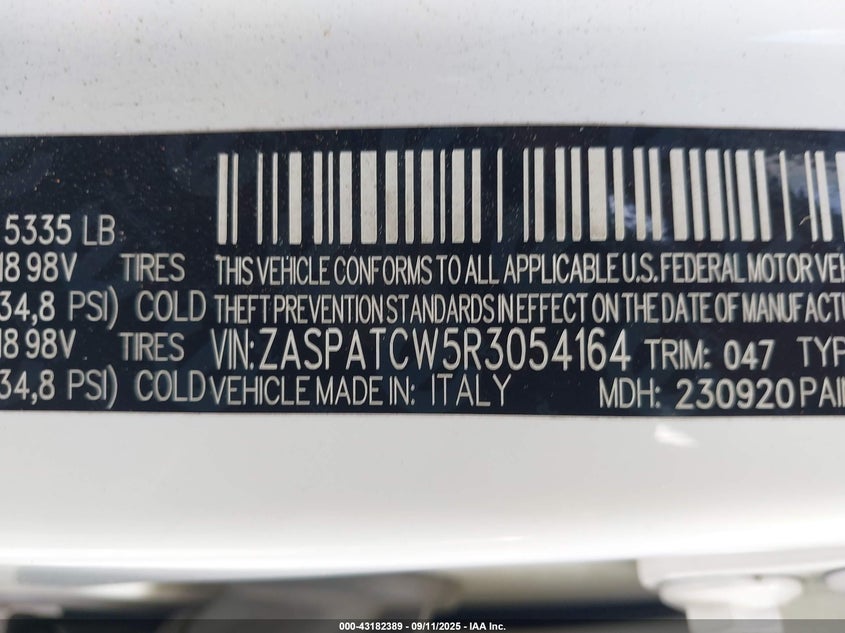 5335 LB
18 98V TIRES THIS VEHICLE CONFORMS TO ALL APPLICABLE U.S. FEDERAL MOTOR VEH
34,8 PSI) COLD THEFT PREVENTION STANDARDS IN EFFECT ON THE DATE OF MANUFACTU
18 98V TIRES VIN: ZASPATCW5R3054164 TRIM: 047 TYP
34,8 PSI) COLD VEHICLE MADE IN: ITALY MDH: 230920 PAI
000-43182389 - 09/11/2025 - IAA Inc.